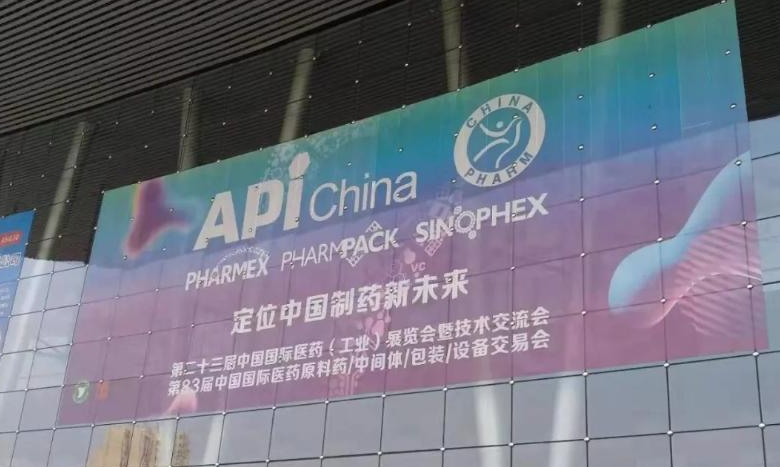 CHINA PHARM
API China
PHARMEX PHARMPACK SINOPHEX
VC
定位中国制药新未来
第二十三届中国国际医药（工业）展览会暨技术交流会
第83届中国国际医药原料药/中间体/包装/设备交易会